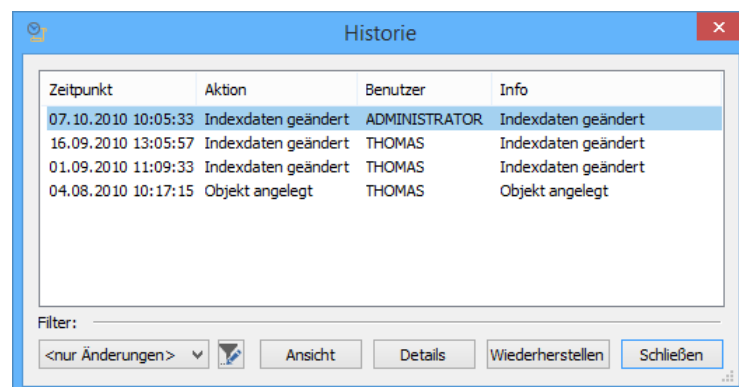 Historie
Zeitpunkt Aktion Benutzer Info
07.10.2010 10:05:33 Indexdaten geändert ADMINISTRATOR Indexdaten geändert
16.09.2010 13:05:57 Indexdaten geändert THOMAS Indexdaten geändert
01.09.2010 11:09:33 Indexdaten geändert THOMAS Indexdaten geändert
04.08.2010 10:17:15 Objekt angelegt THOMAS Objekt angelegt
Filter:
<nur Änderungen> Ansicht Details Wiederherstellen Schließen